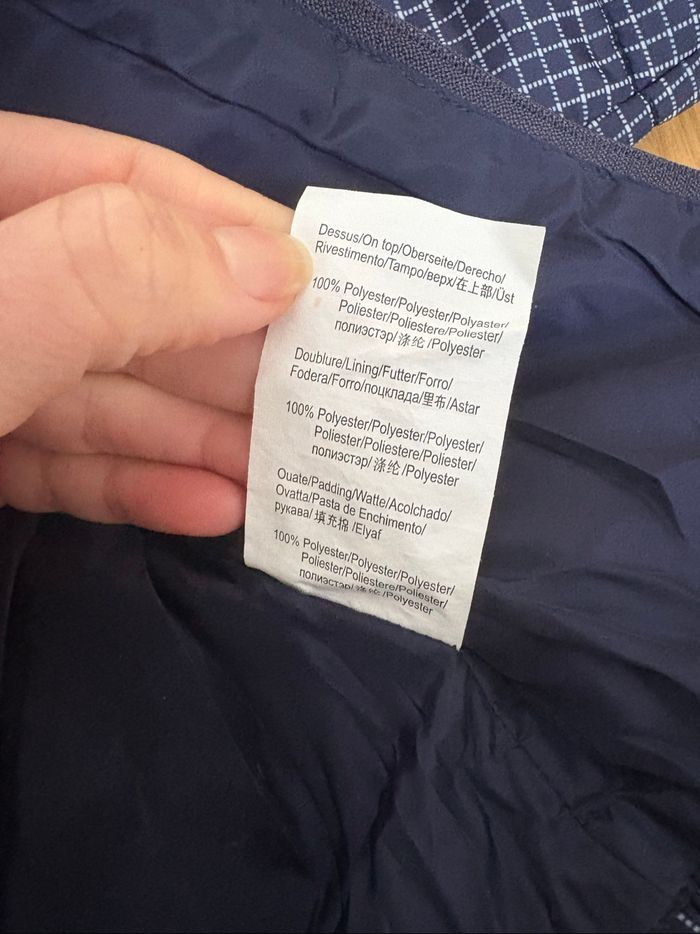 Dessus/On top/Oberseite/Derecho/
Rivestimento/Tampo/верх/在上部/Üst
100% Polyester/Polyester/Polyaster/
Poliester/Poliestere/Poliester/
полиэстэр/涤纶/Polyester
Doublure/Lining/Futter/Forro/
Fodera/Forro/поцклада/里布/Astar
100% Polyester/Polyester/Polyester/
Poliester/Poliestere/Poliester/
полиэстэр/涤纶/Polyester
Ouate/Padding/Watte/Acolchado/
Ovatta/Pasta de Enchimento/
рукава/填充棉/Elyaf
100% Polyester/Polyester/Polyester/
Poliester/Poliestere/Poliester/
полиэстэр/涤纶/Polyester